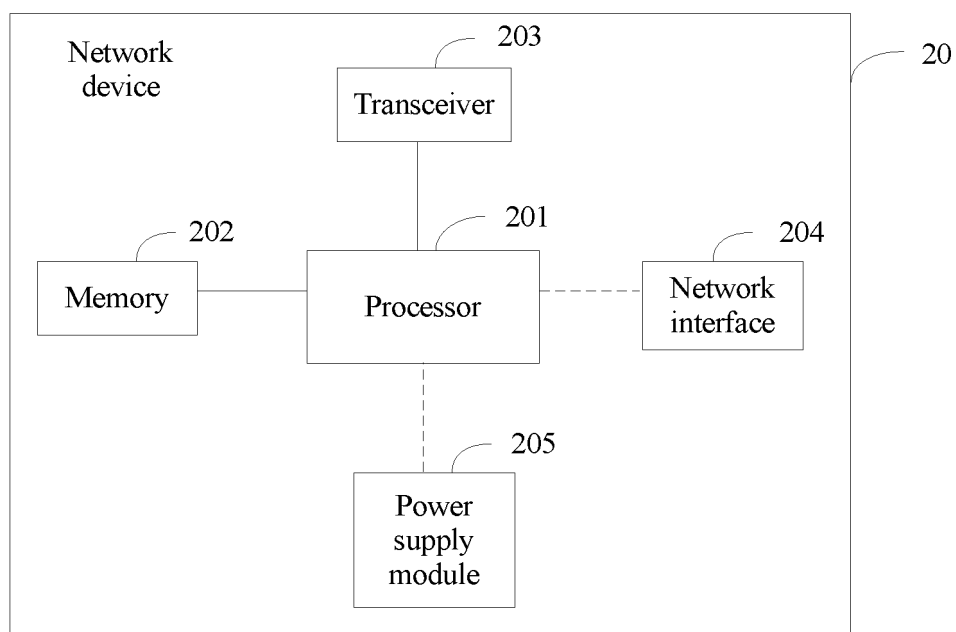 Network
device
20
203
Transceiver
201
202
204
Memory
Processor
Network
interface
205
Power
supply
module